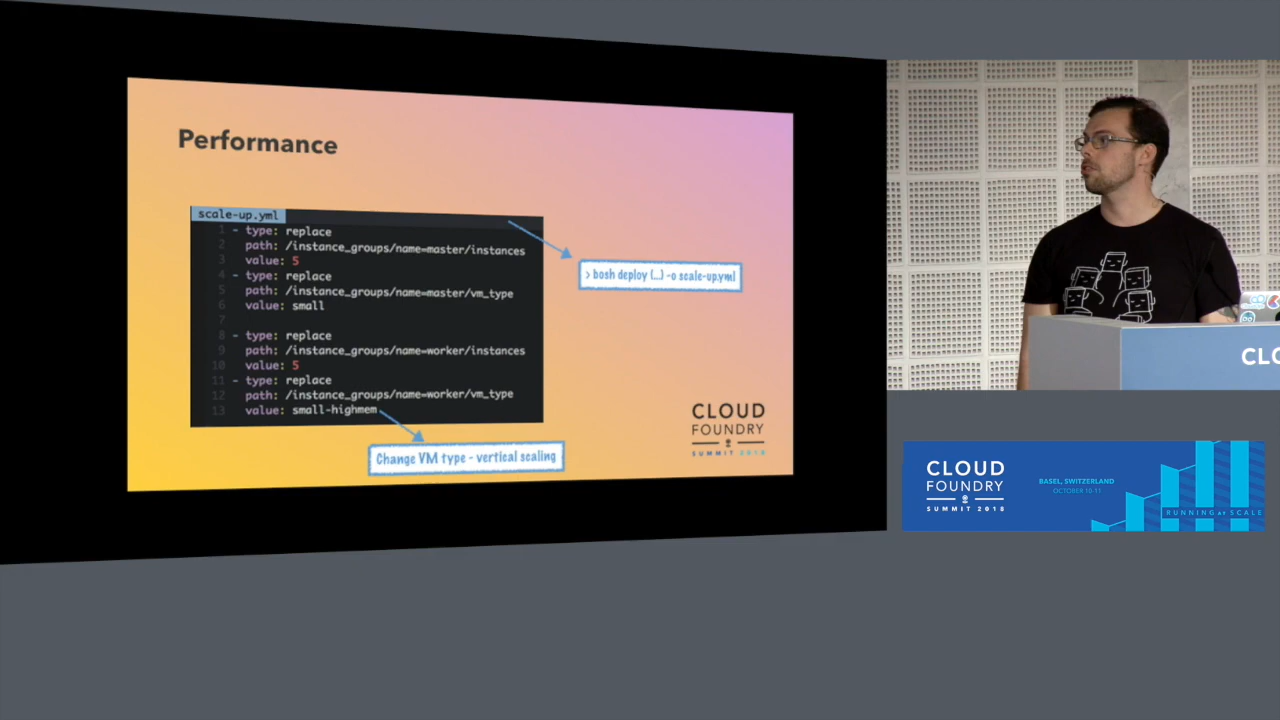 Performance
scale-up.yml
1 - type: replace
2 path: /instance_groups/name=master/instances
3 value: 5
4 - type: replace
5 path: /instance_groups/name=master/vm_type
6 value: small
7
8 - type: replace
9 path: /instance_groups/name=worker/instances
10 value: 5
11 - type: replace
12 path: /instance_groups/name=worker/vm_type
13 value: small-highmem
> bosh deploy (...) -o scale-up.yml
Change VM type - vertical scaling
CLOUD
FOUNDRY
SUMMIT 2018
CLO
CLOUD
FOUNDRY
SUMMIT 2018
BASEL, SWITZERLAND
OCTOBER 10-11
RUNNING AT SCALE